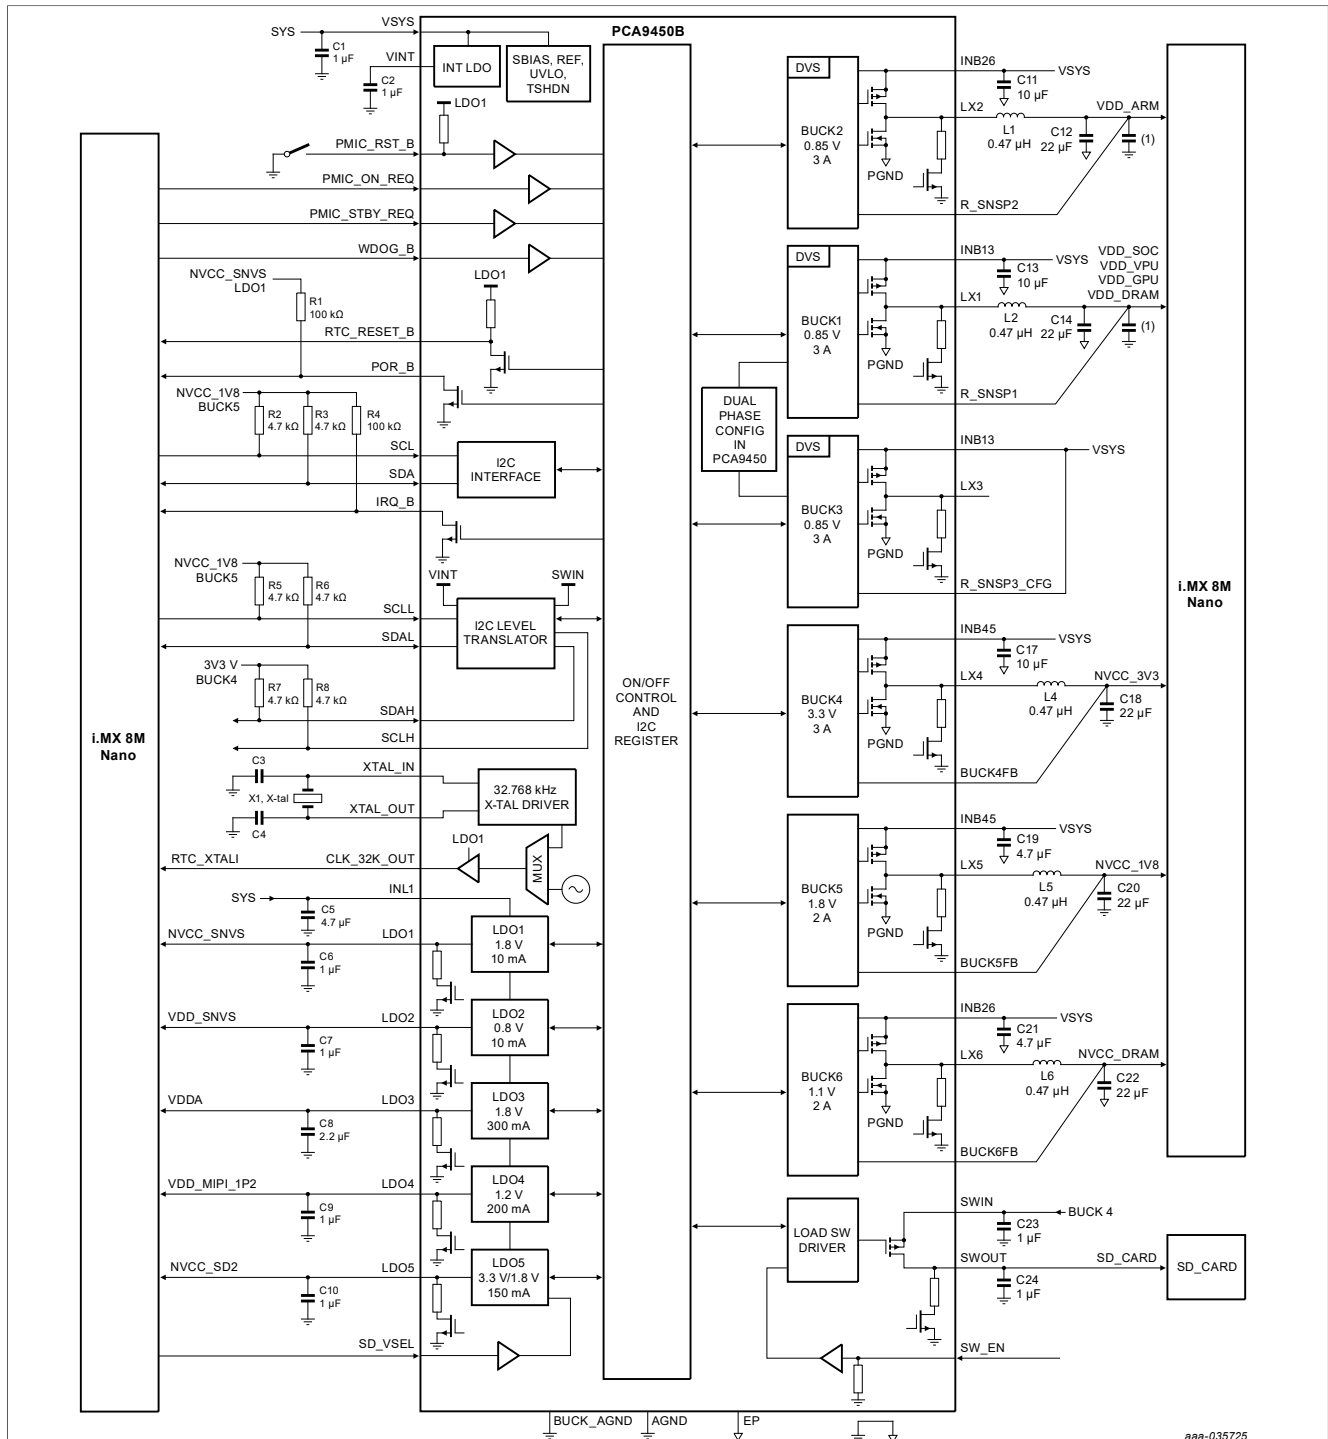 PCA9450B
SYS
VSYS
C1
1 µF
VINT
C2
1 µF
INT LDO
SBIAS, REF,
UVLO,
TSHDN
LDO1
PMIC_RST_B
PMIC_ON_REQ
PMIC_STBY_REQ
WDOG_B
NVCC_SNVS
LDO1
R1
100 kΩ
LDO1
RTC_RESET_B
POR_B
NVCC_1V8
BUCK5
R2
4.7 kΩ
R3
4.7 kΩ
R4
100 kΩ
SCL
SDA
I2C
INTERFACE
IRQ_B
NVCC_1V8
BUCK5
R5
4.7 kΩ
R6
4.7 kΩ
VINT
SWIN
SCLL
SDAL
I2C LEVEL
TRANSLATOR
3V3 V
BUCK4
R7
4.7 kΩ
R8
4.7 kΩ
SDAH
SCLH
i.MX 8M
Nano
C3
XTAL_IN
X1, X-tal
XTAL_OUT
C4
32.768 kHz
X-TAL DRIVER
LDO1
MUX
RTC_XTALI
CLK_32K_OUT
SYS
INL1
C5
4.7 µF
NVCC_SNVS
LDO1
C6
1 µF
LDO1
1.8 V
10 mA
VDD_SNVS
LDO2
C7
1 µF
LDO2
0.8 V
10 mA
VDDA
LDO3
C8
2.2 µF
LDO3
1.8 V
300 mA
VDD_MIPI_1P2
LDO4
C9
1 µF
LDO4
1.2 V
200 mA
NVCC_SD2
LDO5
C10
1 µF
LDO5
3.3 V/1.8 V
150 mA
SD_VSEL
ON/OFF
CONTROL
AND
I2C
REGISTER
DVS
BUCK2
0.85 V
3 A
PGND
INB26
VSYS
C11
10 µF
LX2
L1
0.47 µH
C12
22 µF
VDD_ARM
(1)
R_SNSP2
DVS
BUCK1
0.85 V
3 A
PGND
INB13
VSYS
C13
10 µF
VDD_SOC
VDD_VPU
VDD_GPU
VDD_DRAM
LX1
L2
0.47 µH
C14
22 µF
(1)
R_SNSP1
DUAL
PHASE
CONFIG
IN
PCA9450
DVS
BUCK3
0.85 V
3 A
PGND
INB13
VSYS
LX3
R_SNSP3_CFG
BUCK4
3.3 V
3 A
PGND
INB45
VSYS
C17
10 µF
LX4
L4
0.47 µH
NVCC_3V3
C18
22 µF
BUCK4FB
BUCK5
1.8 V
2 A
PGND
INB45
VSYS
C19
4.7 µF
LX5
L5
0.47 µH
NVCC_1V8
C20
22 µF
BUCK5FB
BUCK6
1.1 V
2 A
PGND
INB26
VSYS
C21
4.7 µF
LX6
L6
0.47 µH
NVCC_DRAM
C22
22 µF
BUCK6FB
i.MX 8M
Nano
LOAD SW
DRIVER
SWIN
BUCK 4
C23
1 µF
SWOUT
SD_CARD
C24
1 µF
SD_CARD
SW_EN
BUCK_AGND
AGND
EP
aaa-035725